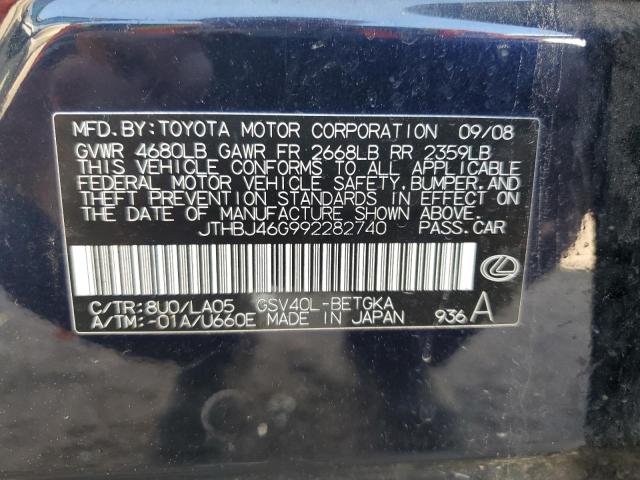 MFD. BY: TOYOTA MOTOR CORPORATION 09/08
GVWR 4680LB GAWR FR 2668LB RR 2359LB
THIS VEHICLE CONFORMS TO ALL APPLICABLE
FEDERAL MOTOR VEHICLE SAFETY, BUMPER, AND
THEFT PREVENTION STANDARDS IN EFFECT ON
THE DATE OF MANUFACTURE SHOWN ABOVE.
JTHBJ46G992282740 PASS. CAR
C/TR: 8U0/LA05 GSV40L-BETGKA
A/TM: -01A/U660E MADE IN JAPAN 936 A